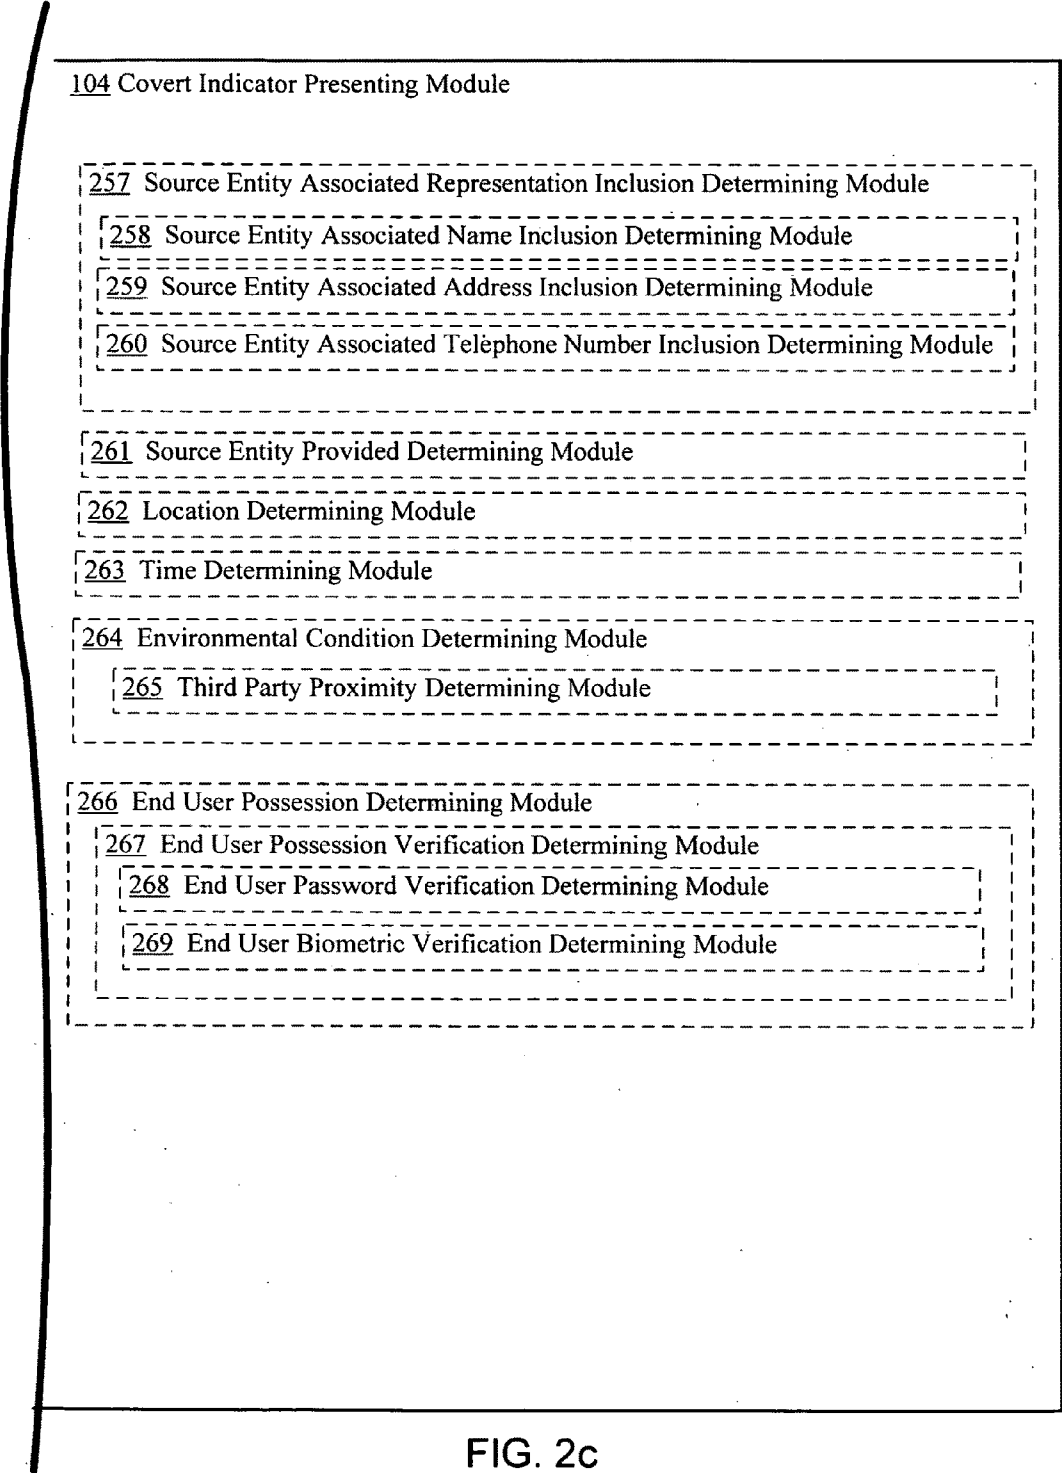 104 Covert Indicator Presenting Module
257 Source Entity Associated Representation Inclusion Determining Module
258 Source Entity Associated Name Inclusion Determining Module
259 Source Entity Associated Address Inclusion Determining Module
260 Source Entity Associated Telephone Number Inclusion Determining Module
261 Source Entity Provided Determining Module
262 Location Determining Module
263 Time Determining Module
264 Environmental Condition Determining Module
265 Third Party Proximity Determining Module
266 End User Possession Determining Module
267 End User Possession Verification Determining Module
268 End User Password Verification Determining Module
269 End User Biometric Verification Determining Module
FIG. 2c